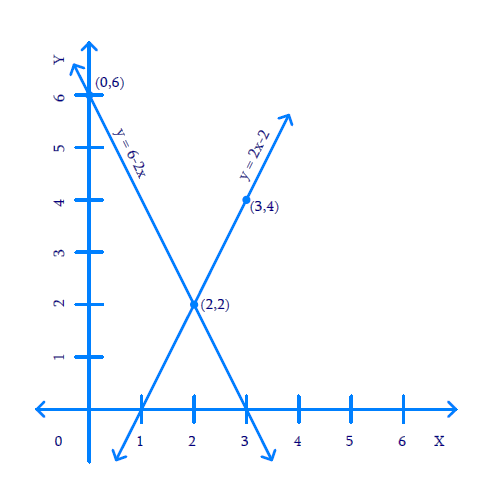 Y
(0,6)
6
y = 6-2x
y = 2x-2
5
4
(3,4)
3
2
(2,2)
1
0 1 2 3 4 5 6 X